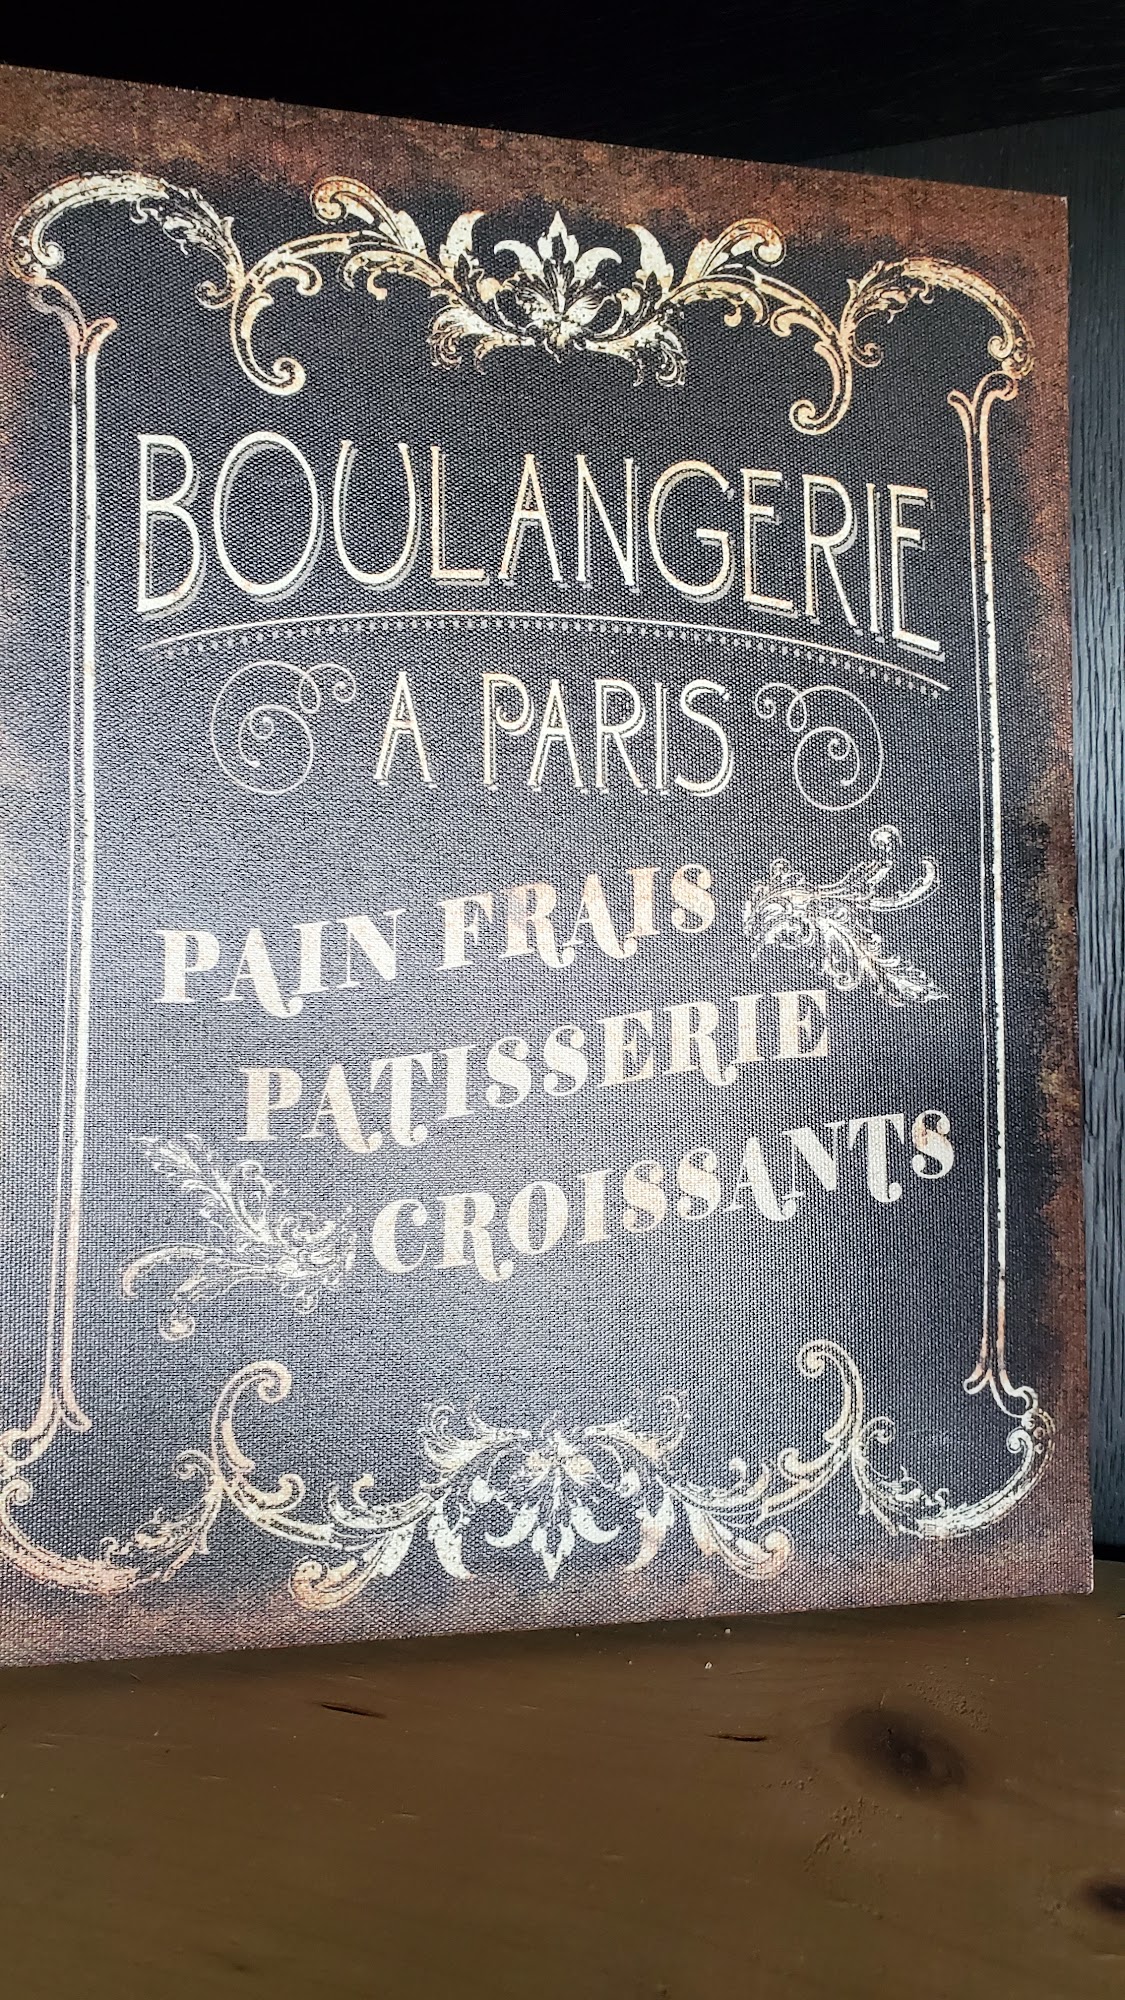 BOULANGERIE
A PARIS
PAIN FRAIS
PATISSERIE
CROISSANTS